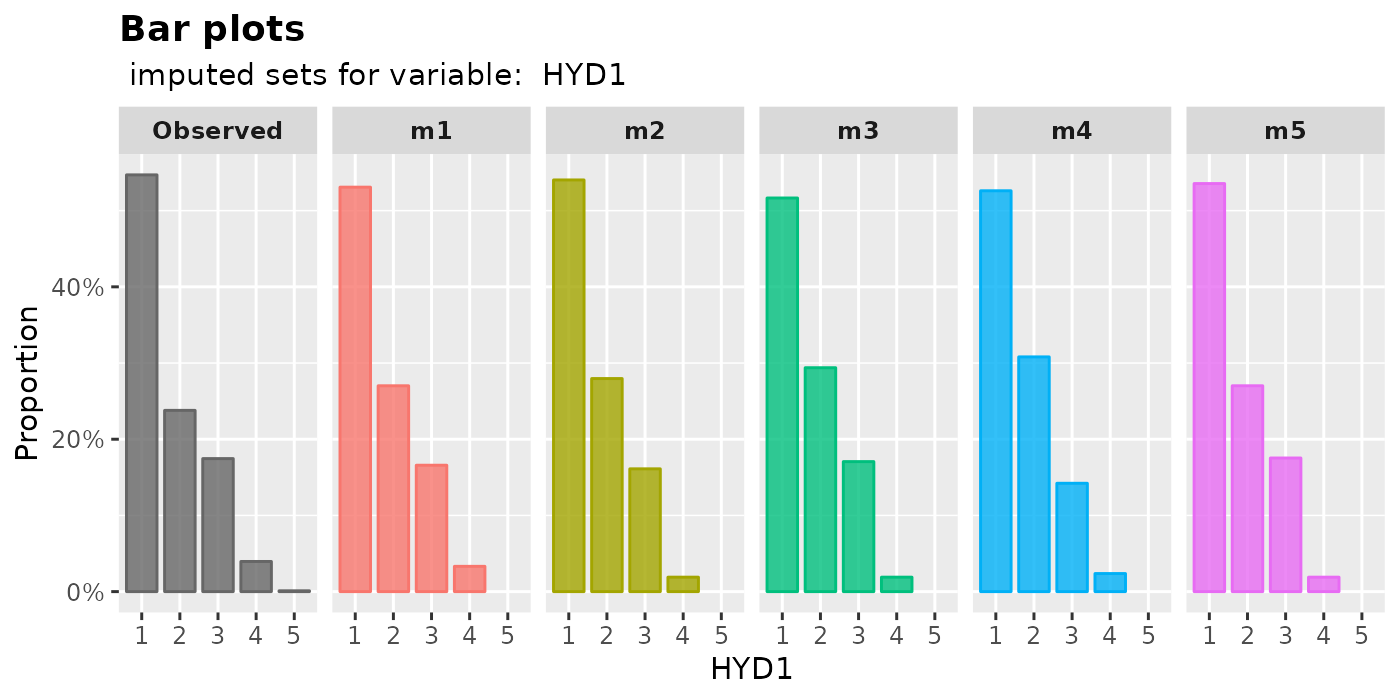 Bar plots
imputed sets for variable:  HYD1
Observed m1 m2 m3 m4 m5
Proportion
40%
20%
0%
1 2 3 4 5 1 2 3 4 5 1 2 3 4 5 1 2 3 4 5 1 2 3 4 5 1 2 3 4 5
HYD1